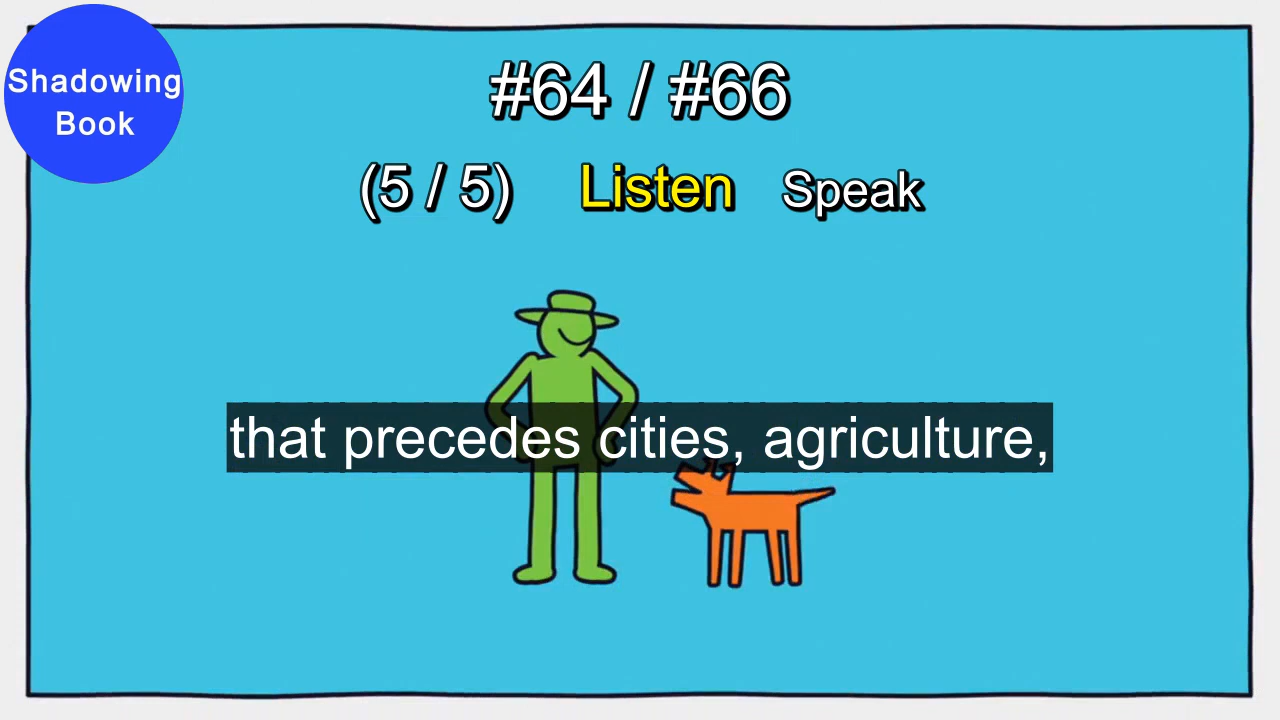 Shadowing
Book
#64 / #66
(5 / 5) Listen Speak
that precedes cities, agriculture,